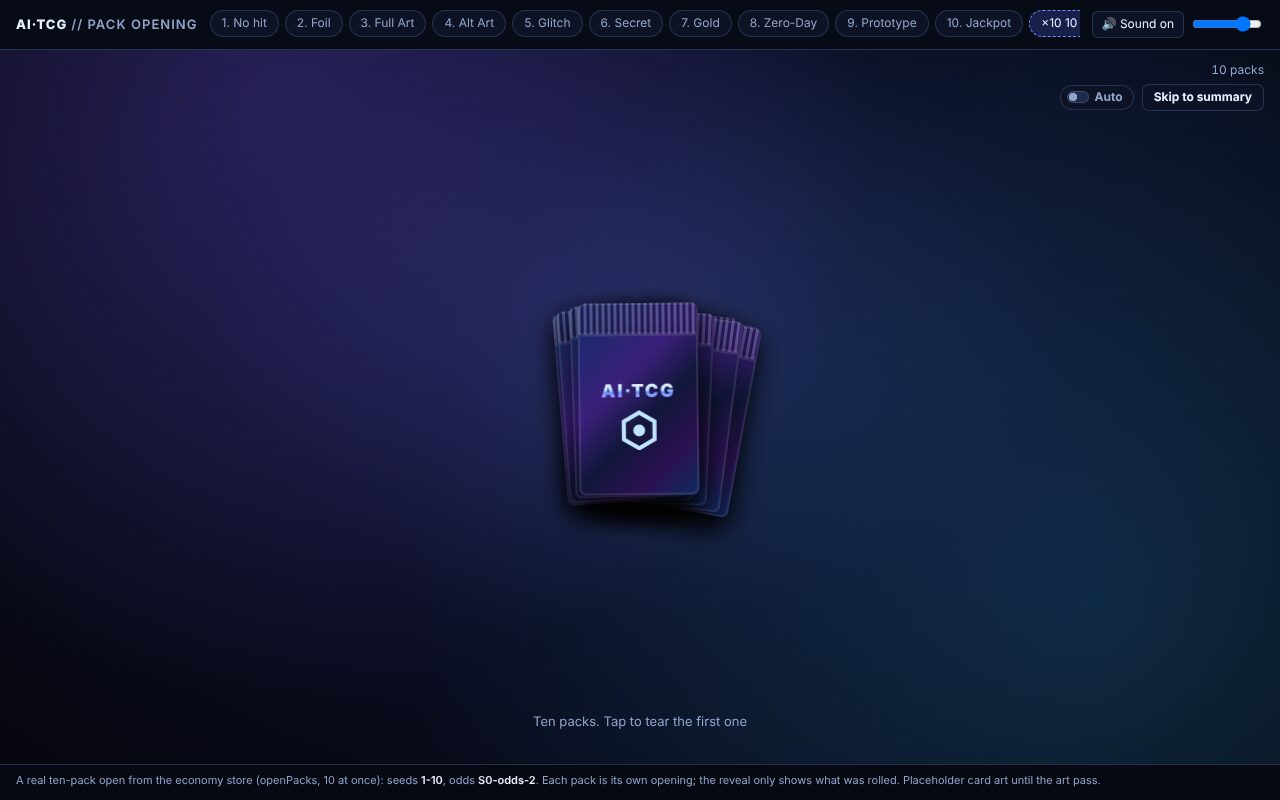 AI·TCG // PACK OPENING
1. No hit
2. Foil
3. Full Art
4. Alt Art
5. Glitch
6. Secret
7. Gold
8. Zero-Day
9. Prototype
10. Jackpot
×10 10
🔊 Sound on
10 packs
Auto
Skip to summary
AI·TCG
Ten packs. Tap to tear the first one
A real ten-pack open from the economy store (openPacks, 10 at once): seeds 1-10, odds S0-odds-2. Each pack is its own opening; the reveal only shows what was rolled. Placeholder card art until the art pass.